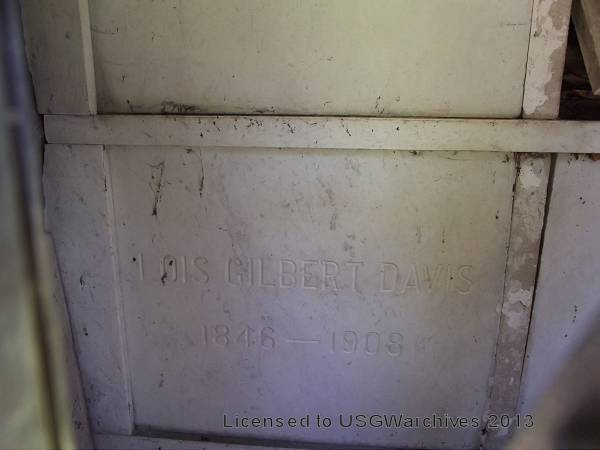 LOIS GILBERT DAVIS
1846 — 1908
Licensed to USGWarchives 2013